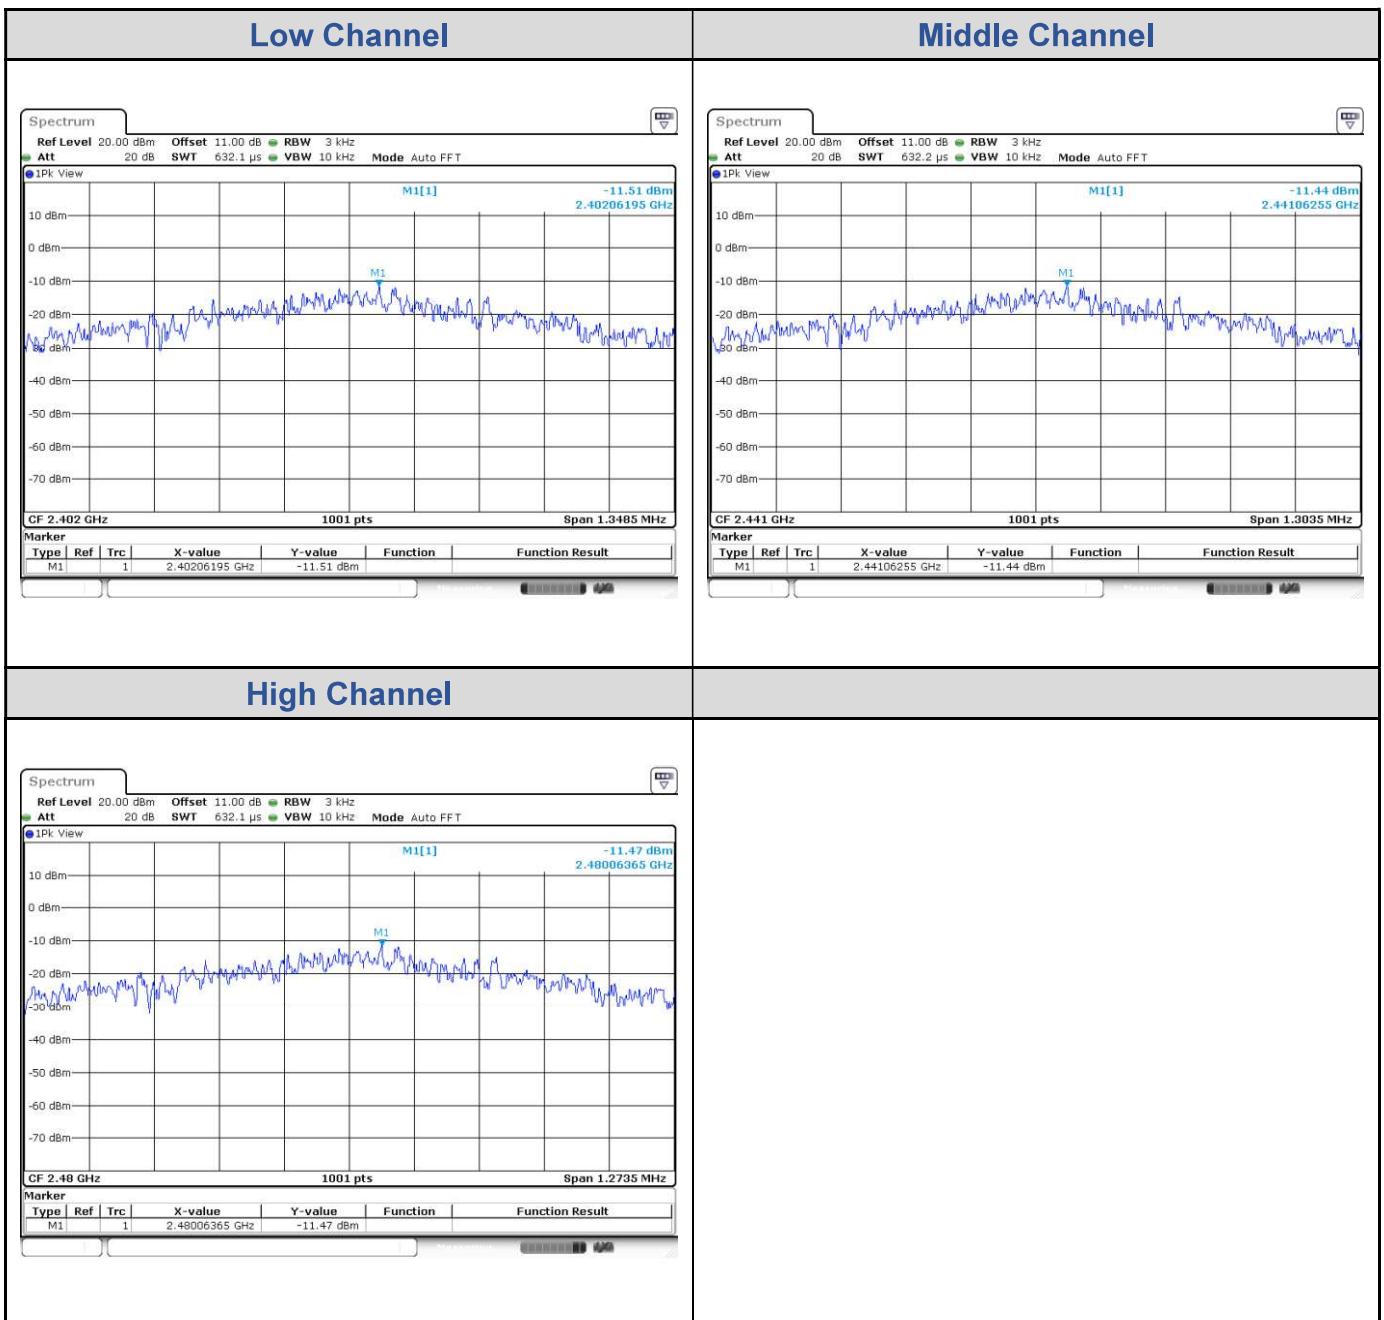 Low Channel
Middle Channel
Spectrum
Ref Level 20.00 dBm Offset 11.00 dB RBW 3 kHz
Att 20 dB SWT 632.1 µs VBW 10 kHz Mode Auto FFT
1Pk View
M1[1] -11.51 dBm
2.40206195 GHz
10 dBm
0 dBm
M1
-10 dBm
-20 dBm
-30 dBm
-40 dBm
-50 dBm
-60 dBm
-70 dBm
CF 2.402 GHz 1001 pts Span 1.3485 MHz
Marker
Type Ref Trc X-value Y-value Function Function Result
M1 1 2.40206195 GHz -11.51 dBm
Spectrum
Ref Level 20.00 dBm Offset 11.00 dB RBW 3 kHz
Att 20 dB SWT 632.2 µs VBW 10 kHz Mode Auto FFT
1Pk View
M1[1] -11.44 dBm
2.44106255 GHz
10 dBm
0 dBm
M1
-10 dBm
-20 dBm
-30 dBm
-40 dBm
-50 dBm
-60 dBm
-70 dBm
CF 2.441 GHz 1001 pts Span 1.3035 MHz
Marker
Type Ref Trc X-value Y-value Function Function Result
M1 1 2.44106255 GHz -11.44 dBm
High Channel
Spectrum
Ref Level 20.00 dBm Offset 11.00 dB RBW 3 kHz
Att 20 dB SWT 632.1 µs VBW 10 kHz Mode Auto FFT
1Pk View
M1[1] -11.47 dBm
2.48006365 GHz
10 dBm
0 dBm
M1
-10 dBm
-20 dBm
-30 dBm
-40 dBm
-50 dBm
-60 dBm
-70 dBm
CF 2.48 GHz 1001 pts Span 1.2735 MHz
Marker
Type Ref Trc X-value Y-value Function Function Result
M1 1 2.48006365 GHz -11.47 dBm